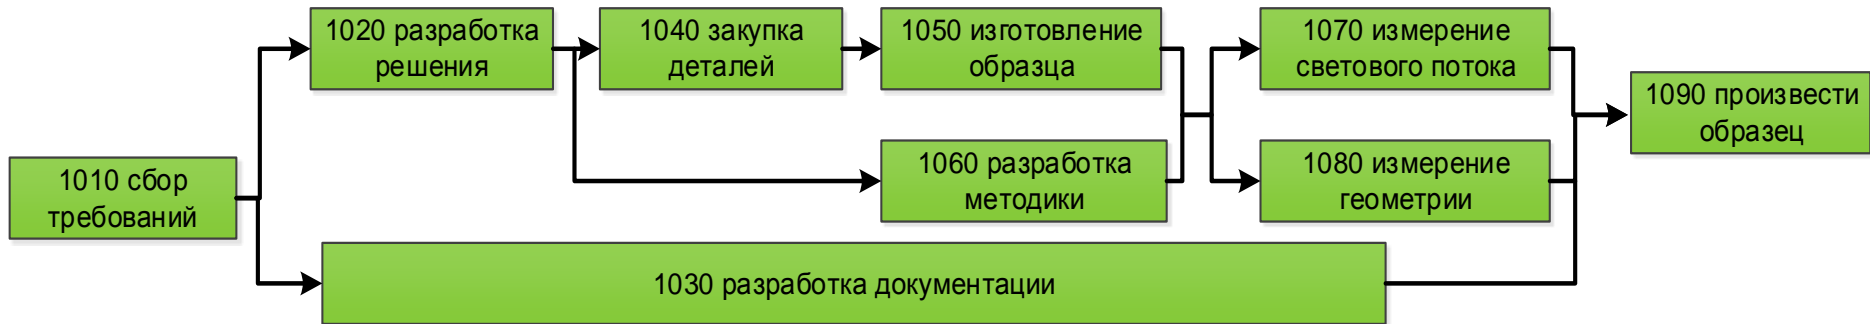 1020 разработка
решения
1040 закупка
деталей
1050 изготовление
образца
1070 измерение
светового потока
1090 произвести
образец
1010 сбор
требований
1060 разработка
методики
1080 измерение
геометрии
1030 разработка документации